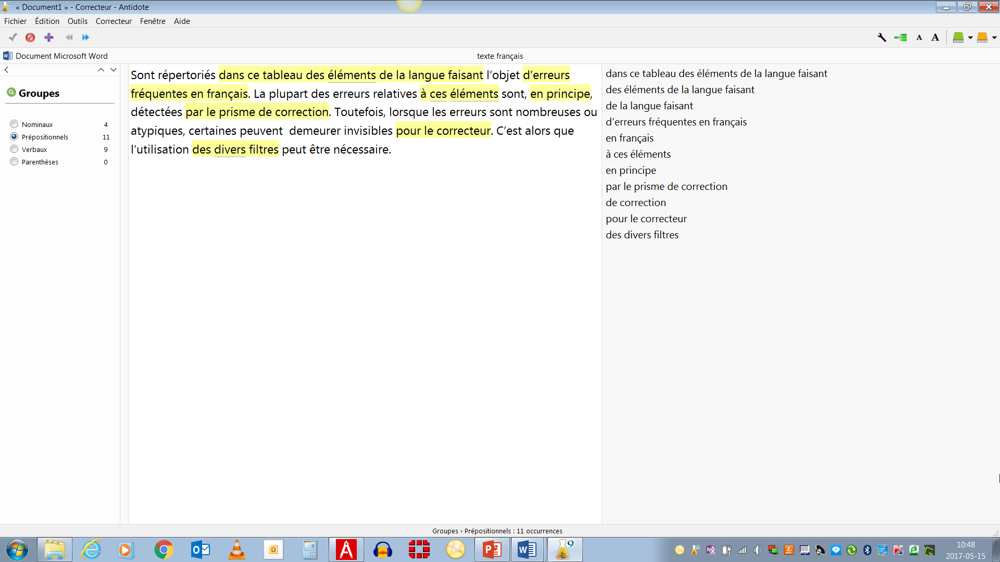 « Document1 » - Correcteur - Antidote
Fichier Édition Outils Correcteur Fenêtre Aide
A A
Document Microsoft Word
texte français
Groupes
Nominaux 4
Prépositionnels 11
Verbaux 9
Parenthèses 0
Sont répertoriés dans ce tableau des éléments de la langue faisant l’objet d’erreurs
fréquentes en français. La plupart des erreurs relatives à ces éléments sont, en principe,
détectées par le prisme de correction. Toutefois, lorsque les erreurs sont nombreuses ou
atypiques, certaines peuvent  demeurer invisibles pour le correcteur. C’est alors que
l’utilisation des divers filtres peut être nécessaire.
dans ce tableau des éléments de la langue faisant
des éléments de la langue faisant
de la langue faisant
d’erreurs fréquentes en français
en français
à ces éléments
en principe
par le prisme de correction
de correction
pour le correcteur
des divers filtres
Groupes › Prépositionnels : 11 occurrences
10:48
2017-05-15